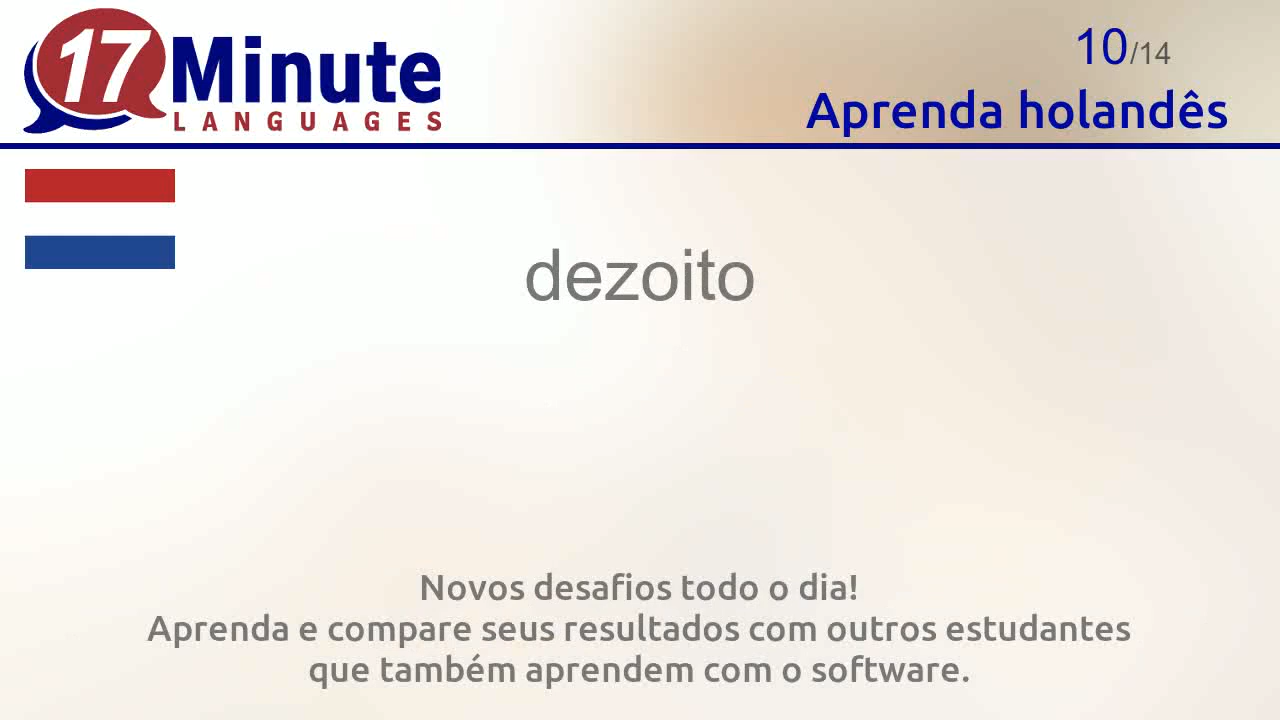 17 Minute
LANGUAGES
10/14
Aprenda holandês
dezoito
Novos desafios todo o dia!
Aprenda e compare seus resultados com outros estudantes
que também aprendem com o software.